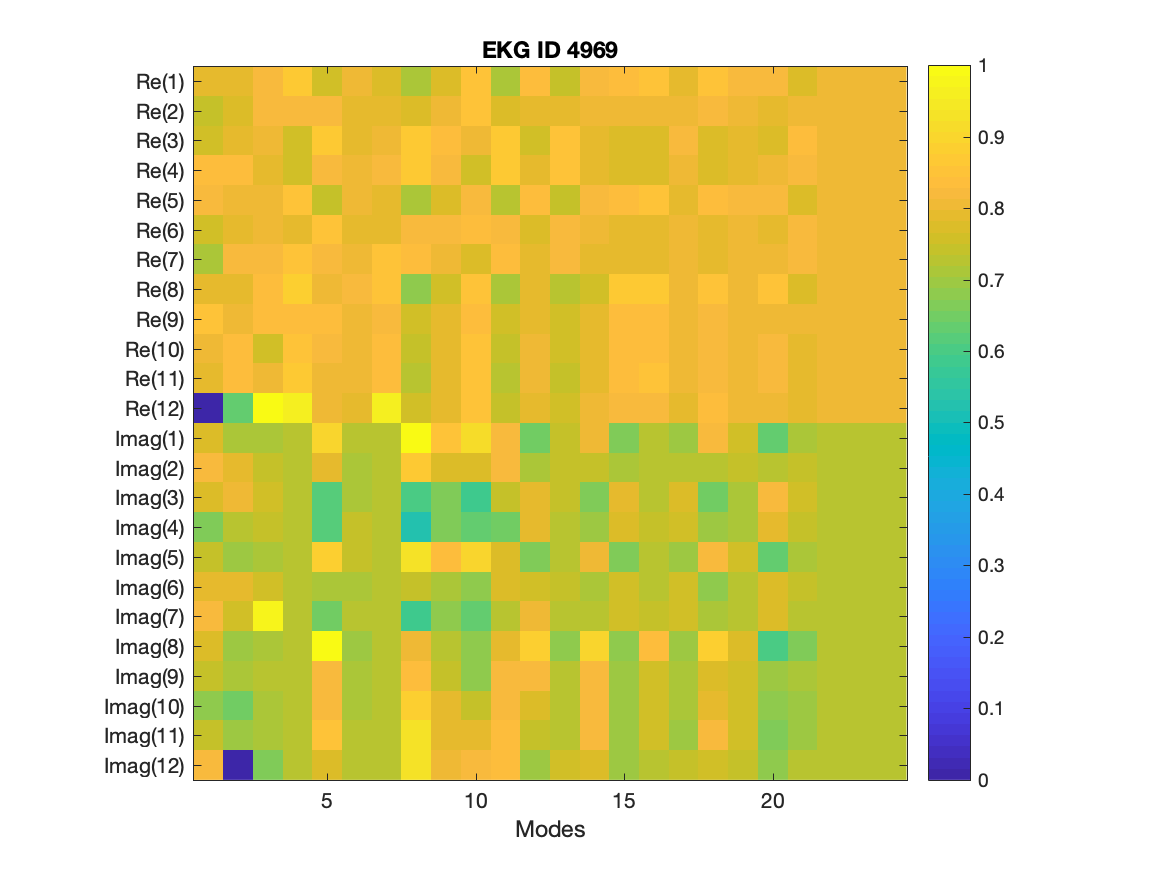 EKG ID 4969
Re(1)
Re(2)
Re(3)
Re(4)
Re(5)
Re(6)
Re(7)
Re(8)
Re(9)
Re(10)
Re(11)
Re(12)
Imag(1)
Imag(2)
Imag(3)
Imag(4)
Imag(5)
Imag(6)
Imag(7)
Imag(8)
Imag(9)
Imag(10)
Imag(11)
Imag(12)
5 10 15 20
Modes
1
0.9
0.8
0.7
0.6
0.5
0.4
0.3
0.2
0.1
0